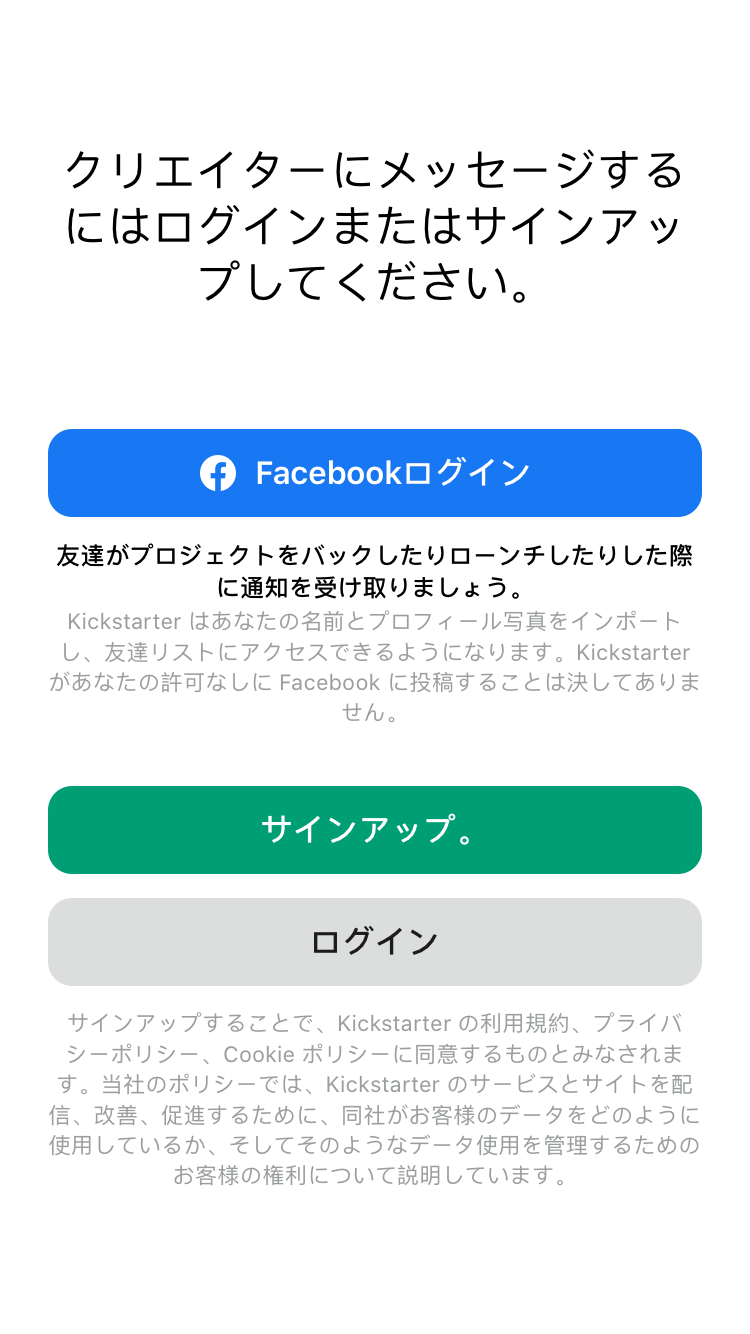 クリエイターにメッセージする
にはログインまたはサインアッ
プしてください。
Facebookログイン
友達がプロジェクトをバックしたりローンチしたりした際
に通知を受け取りましょう。
Kickstarter はあなたの名前とプロフィール写真をインポート
し、友達リストにアクセスできるようになります。Kickstarter
があなたの許可なしに Facebook に投稿することは決してありま
せん。
サインアップ。
ログイン
サインアップすることで、Kickstarter の利用規約、プライバ
シーポリシー、Cookie ポリシーに同意するものとみなされま
す。当社のポリシーでは、Kickstarter のサービスとサイトを配
信、改善、促進するために、同社がお客様のデータをどのように
使用しているか、そしてそのようなデータ使用を管理するための
お客様の権利について説明しています。